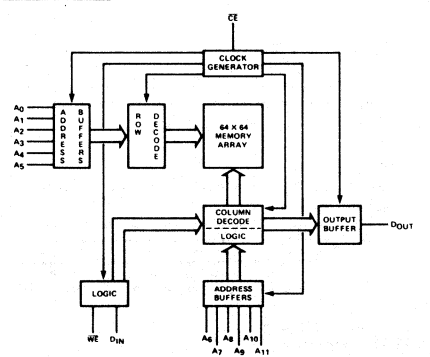 CE
CLOCK
GENERATOR
A0
A1
A2
A3
A4
A5
ADDRESS
BUFFERS
ROW
DECODE
64 X 64
MEMORY
ARRAY
COLUMN
DECODE
LOGIC
OUTPUT
BUFFER
DOUT
LOGIC
ADDRESS
BUFFERS
WE
DIN
A6
A7
A8
A9
A10
A11